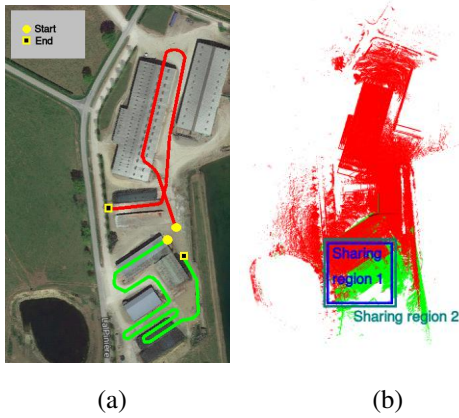 Start
End
Sharing
region 1
Sharing region 2
(a)
(b)